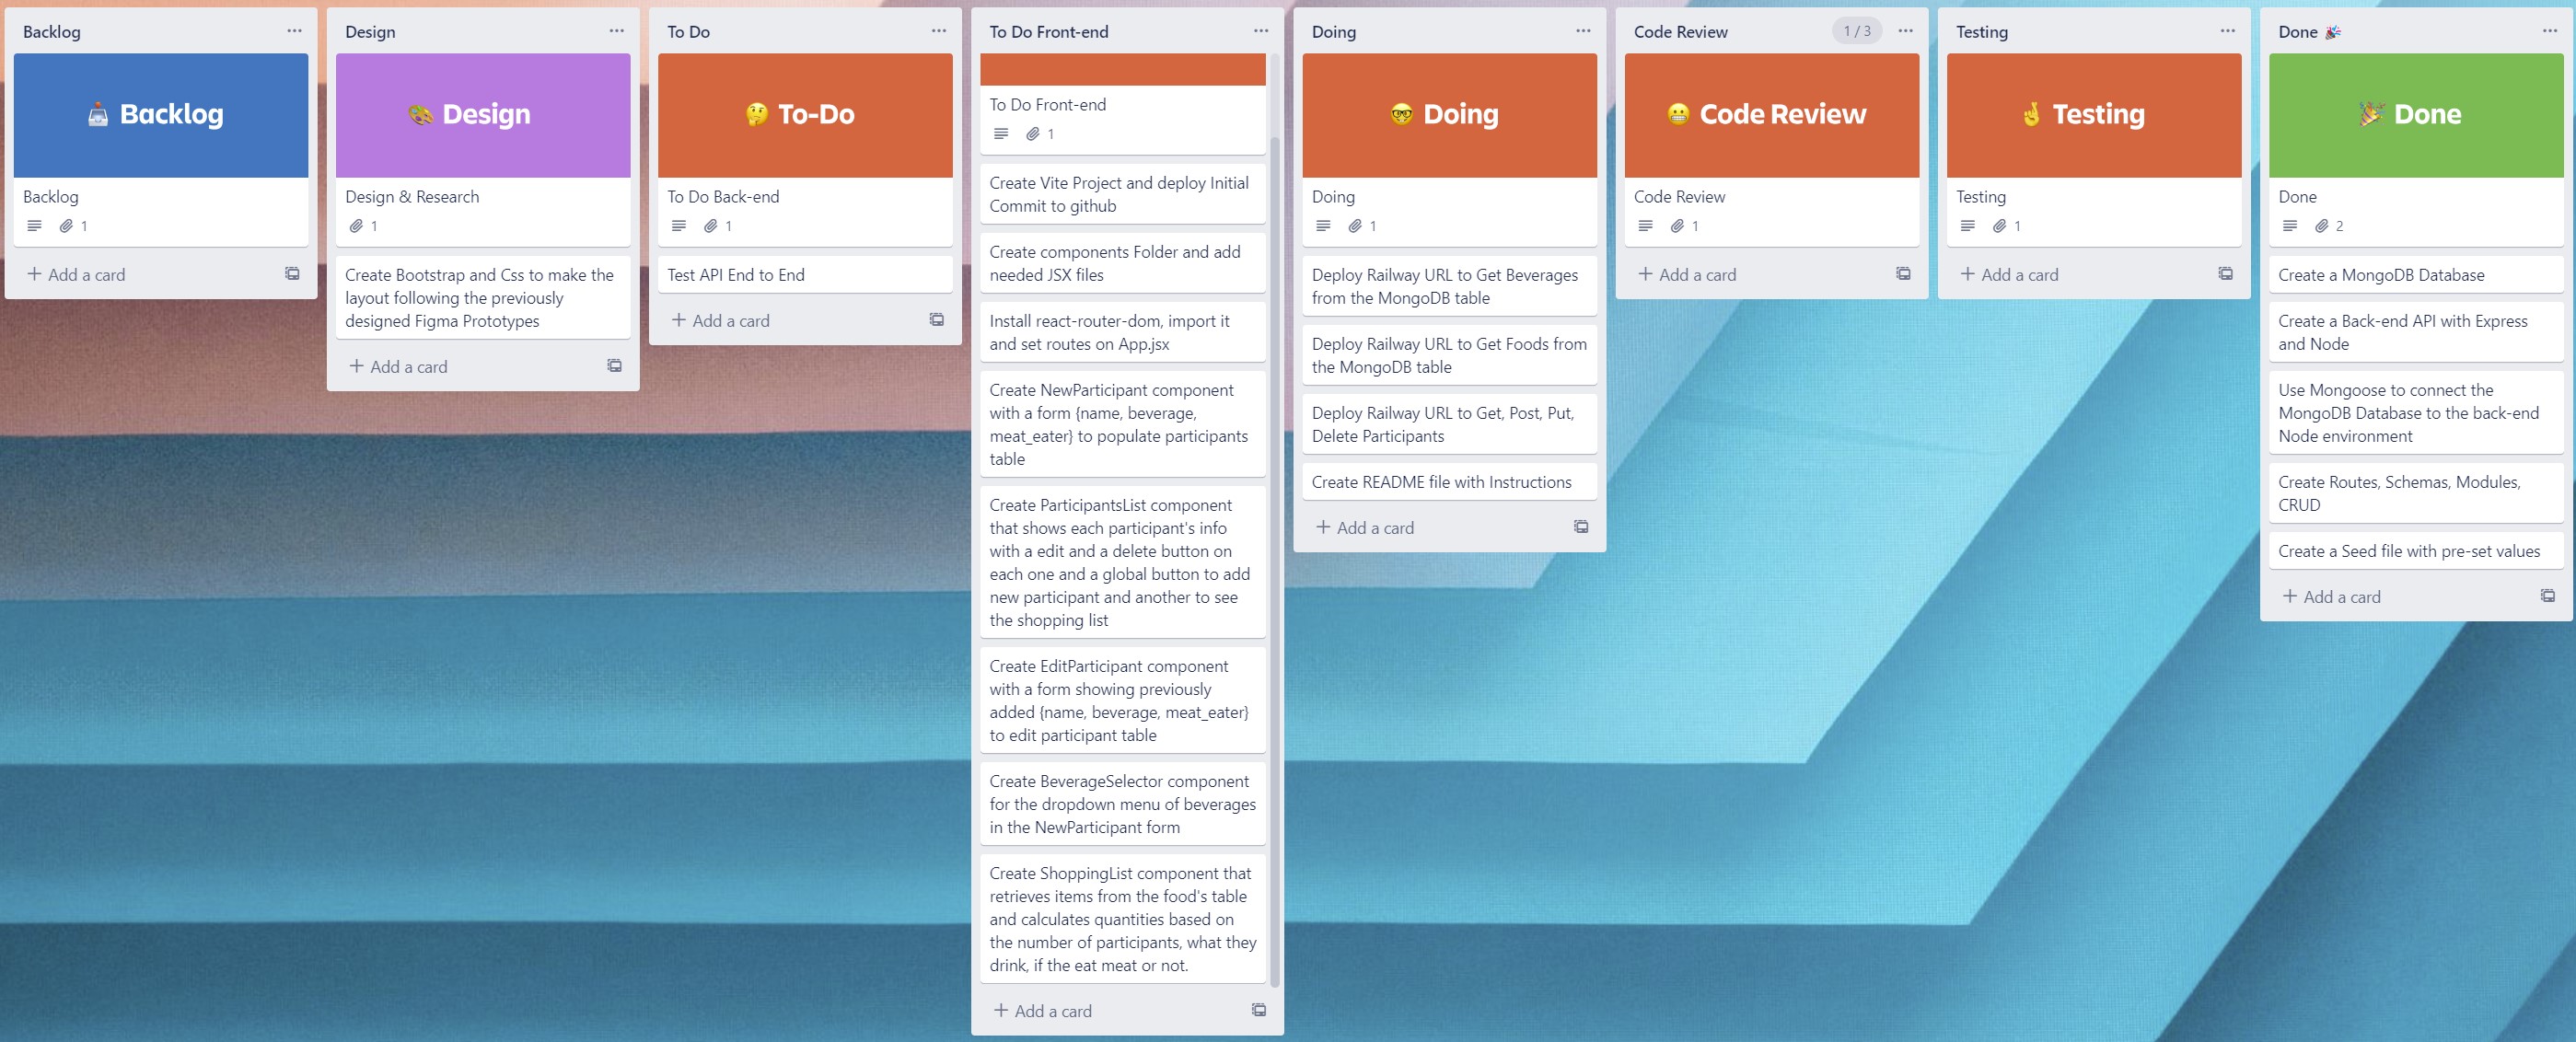 Backlog
Backlog
Backlog
1
Add a card
Design
Design
Design & Research
1
Create Bootstrap and Css to make the
layout following the previously
designed Figma Prototypes
Add a card
To Do
To-Do
To Do Back-end
1
Test API End to End
Add a card
To Do Front-end
To Do Front-end
1
Create Vite Project and deploy Initial
Commit to github
Create components Folder and add
needed JSX files
Install react-router-dom, import it
and set routes on App.jsx
Create NewParticipant component
with a form {name, beverage,
meat_eater} to populate participants
table
Create ParticipantsList component
that shows each participant's info
with a edit and a delete button on
each one and a global button to add
new participant and another to see
the shopping list
Create EditParticipant component
with a form showing previously
added {name, beverage, meat_eater}
to edit participant table
Create BeverageSelector component
for the dropdown menu of beverages
in the NewParticipant form
Create ShoppingList component that
retrieves items from the food's table
and calculates quantities based on
the number of participants, what they
drink, if the eat meat or not.
Add a card
Doing
Doing
Doing
1
Deploy Railway URL to Get Beverages
from the MongoDB table
Deploy Railway URL to Get Foods from
the MongoDB table
Deploy Railway URL to Get, Post, Put,
Delete Participants
Create README file with Instructions
Add a card
Code Review 1 / 3
Code Review
Code Review
1
Add a card
Testing
Testing
Testing
1
Add a card
Done 🎉
Done
Done
2
Create a MongoDB Database
Create a Back-end API with Express
and Node
Use Mongoose to connect the
MongoDB Database to the back-end
Node environment
Create Routes, Schemas, Modules,
CRUD
Create a Seed file with pre-set values
Add a card